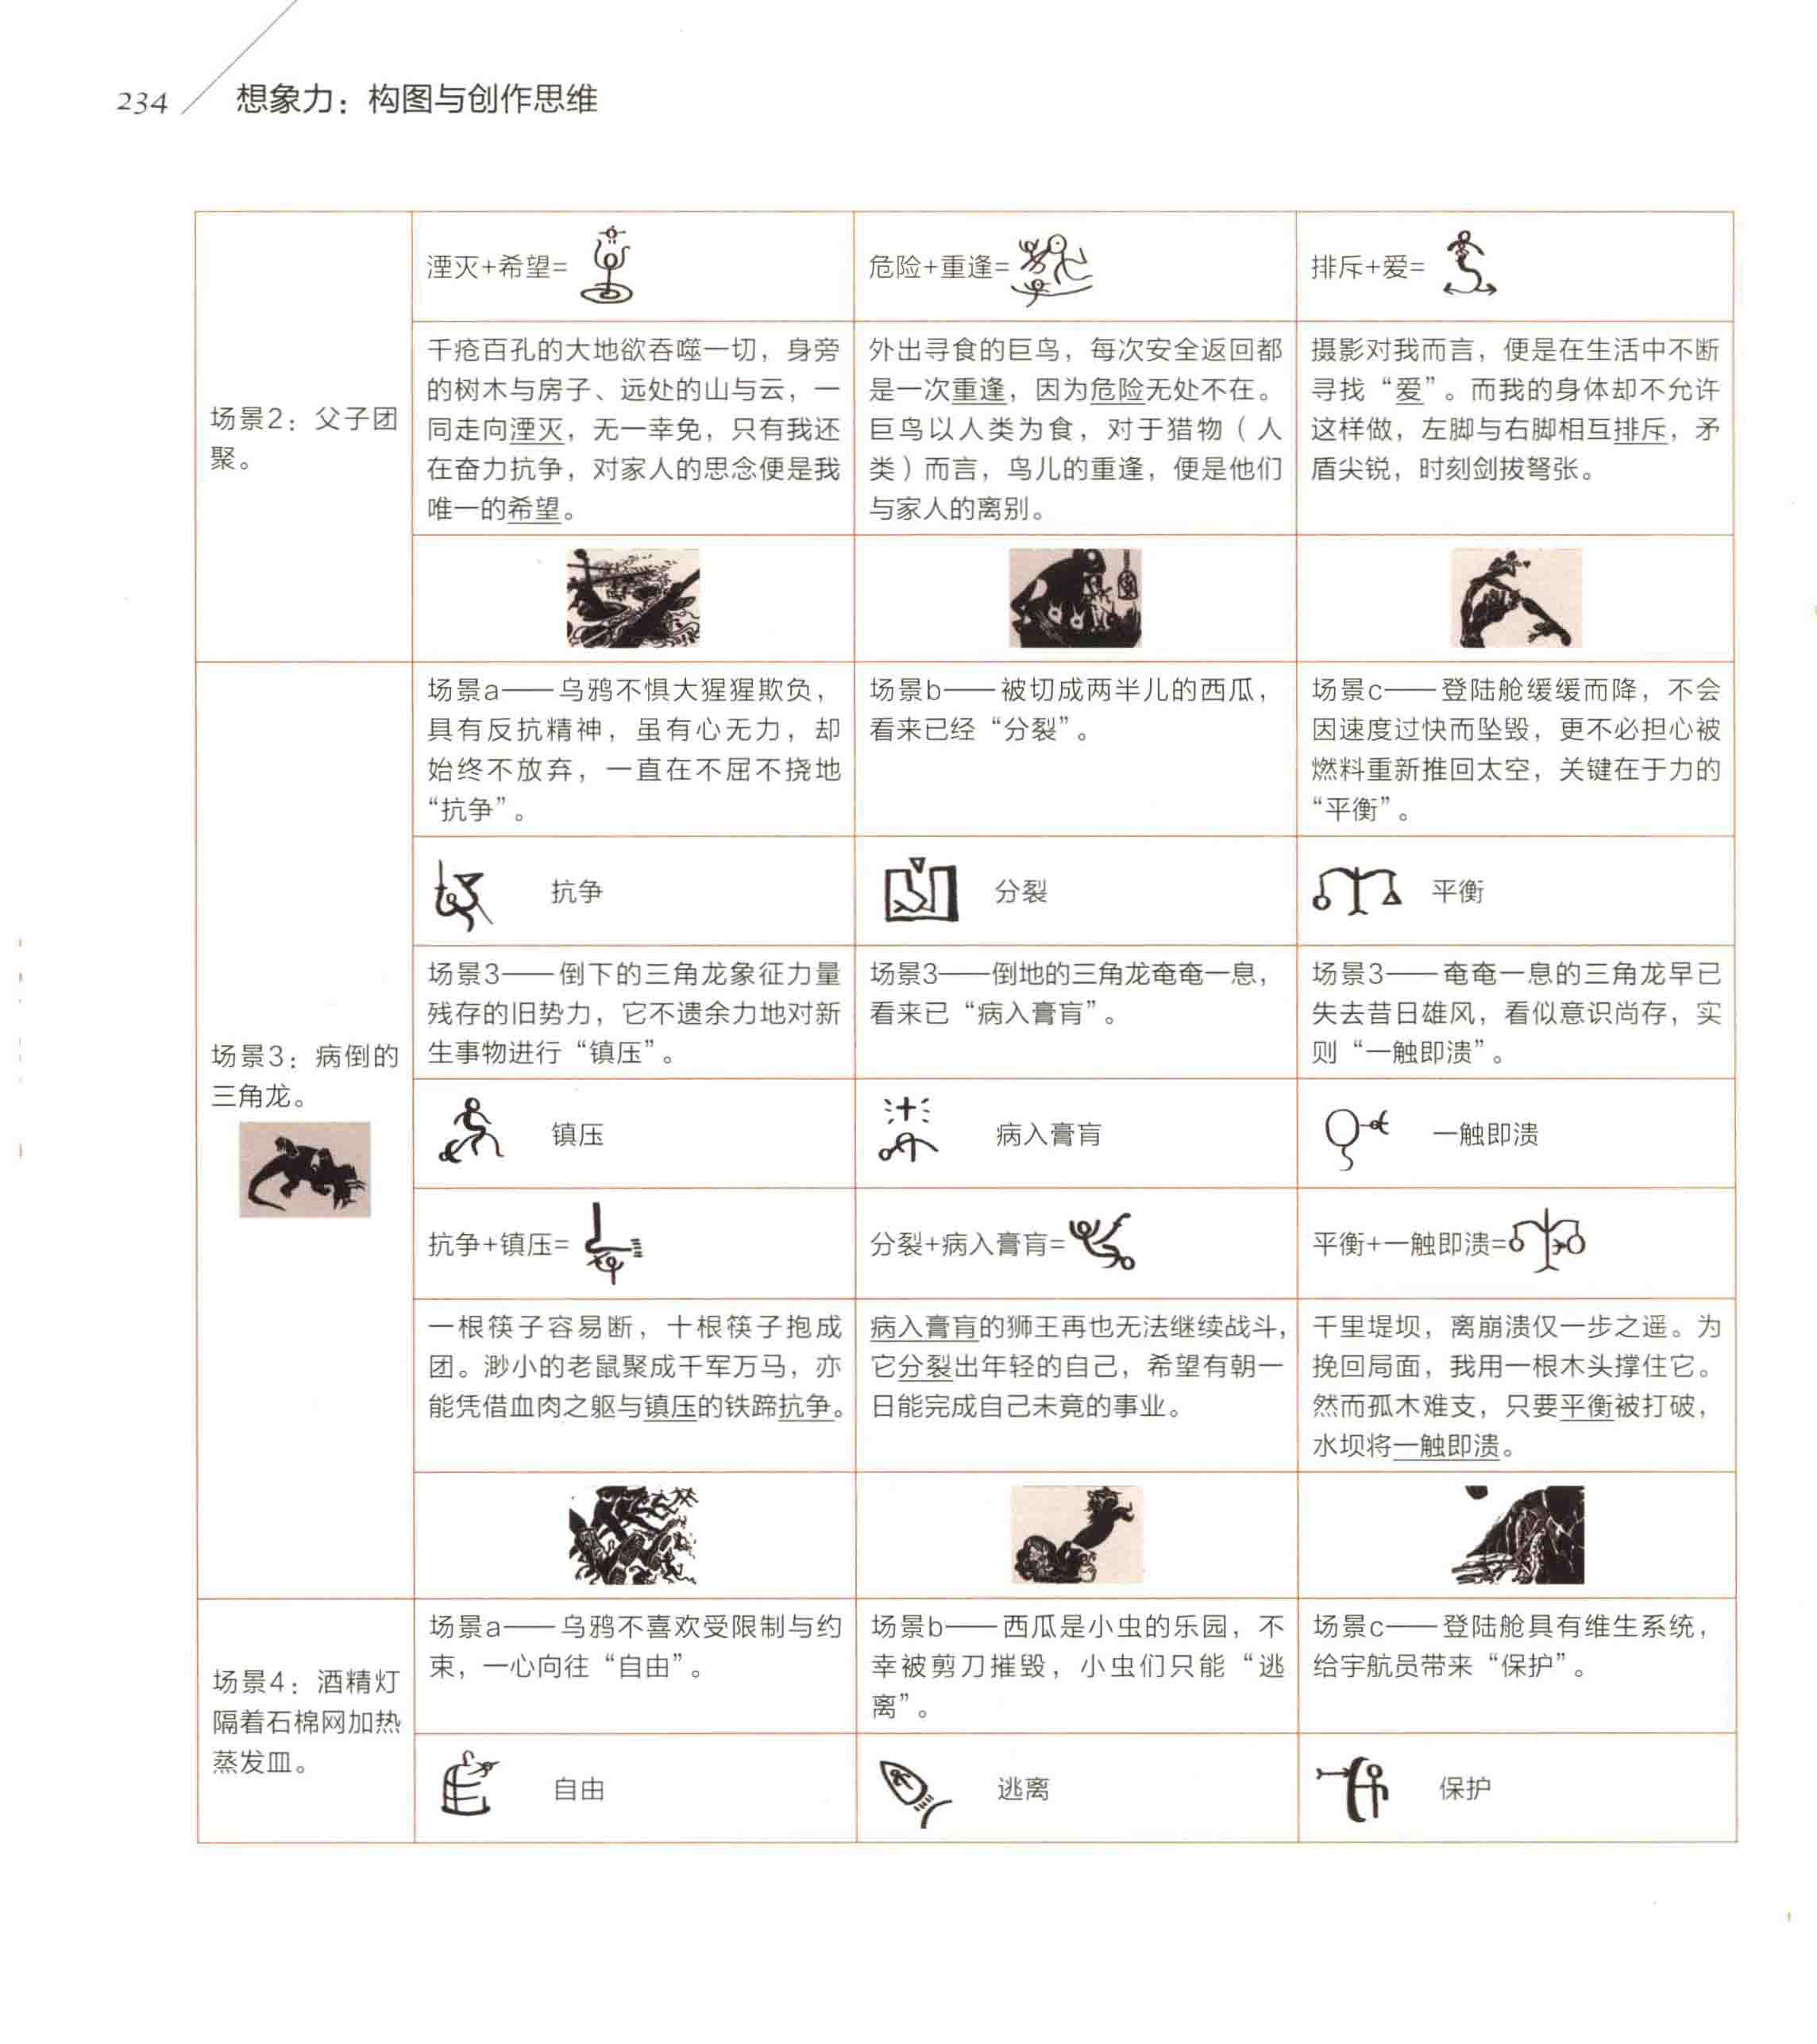 234
想象力：构图与创作思维
湮灭+希望=
危险+重逢=
排斥+爱=
场景2：父子团
聚。
千疮百孔的大地欲吞噬一切，身旁
的树木与房子、远处的山与云，一
同走向湮灭，无一幸免，只有我还
在奋力抗争，对家人的思念便是我
唯一的希望。
外出寻食的巨鸟，每次安全返回都
是一次重逢，因为危险无处不在。
巨鸟以人类为食，对于猎物（人
类）而言，鸟儿的重逢，便是他们
与家人的离别。
摄影对我而言，便是在生活中不断
寻找“爱”。而我的身体却不允许
这样做，左脚与右脚相互排斥，矛
盾尖锐，时刻剑拔弩张。
场景3：病倒的
三角龙。
场景a——乌鸦不惧大猩猩欺负，
具有反抗精神，虽有心无力，却
始终不放弃，一直在不屈不挠地
“抗争”。
场景b——被切成两半儿的西瓜，
看来已经“分裂”。
场景c——登陆舱缓缓而降，不会
因速度过快而坠毁，更不必担心被
燃料重新推回太空，关键在于力的
“平衡”。
抗争
分裂
平衡
场景3——倒下的三角龙象征力量
残存的旧势力，它不遗余力地对新
生事物进行“镇压”。
场景3——倒地的三角龙奄奄一息，
看来已“病入膏肓”。
场景3——奄奄一息的三角龙早已
失去昔日雄风，看似意识尚存，实
则“一触即溃”。
镇压
病入膏肓
一触即溃
抗争+镇压=
分裂+病入膏肓=
平衡+一触即溃=
一根筷子容易断，十根筷子抱成
团。渺小的老鼠聚成千军万马，亦
能凭借血肉之躯与镇压的铁蹄抗争。
病入膏肓的狮王再也无法继续战斗，
它分裂出年轻的自己，希望有朝一
日能完成自己未竟的事业。
千里堤坝，离崩溃仅一步之遥。为
挽回局面，我用一根木头撑住它。
然而孤木难支，只要平衡被打破，
水坝将一触即溃。
场景4：酒精灯
隔着石棉网加热
蒸发皿。
场景a——乌鸦不喜欢受限制与约
束，一心向往“自由”。
场景b——西瓜是小虫的乐园，不
幸被剪刀摧毁，小虫们只能“逃
离”。
场景c——登陆舱具有维生系统，
给宇航员带来“保护”。
自由
逃离
保护